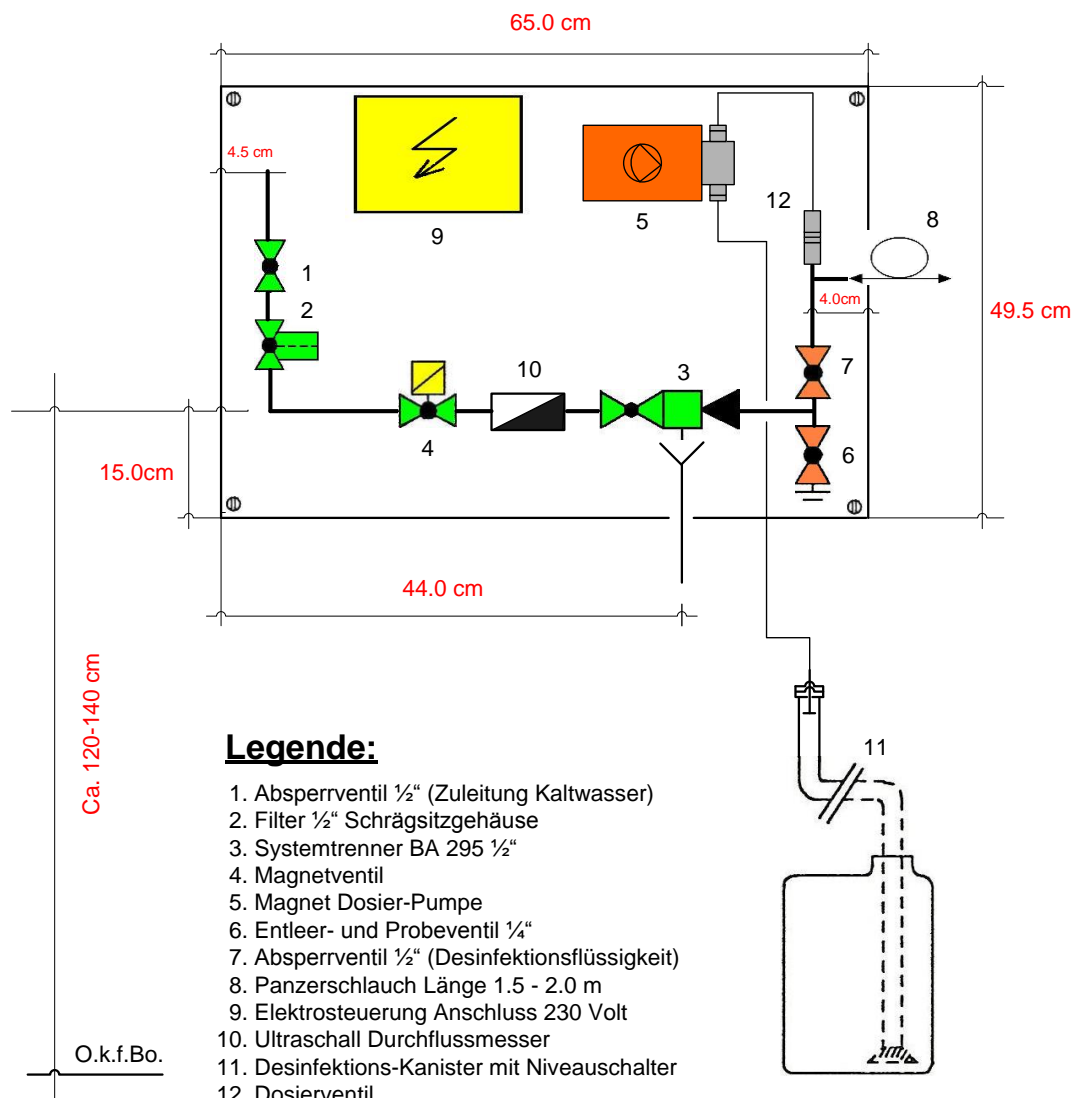 65.0 cm
4.5 cm
9
5
12
8
1
2
4.0cm
49.5 cm
7
10
3
4
6
15.0cm
44.0 cm
Ca. 120-140 cm
11
Legende:
1. Absperrventil ½“ (Zuleitung Kaltwasser)
2. Filter ½“ Schrägsitzgehäuse
3. Systemtrenner BA 295 ½“
4. Magnetventil
5. Magnet Dosier-Pumpe
6. Entleer- und Probeventil ¼“
7. Absperrventil ½“ (Desinfektionsflüssigkeit)
8. Panzerschlauch Länge 1.5 - 2.0 m
9. Elektrosteuerung Anschluss 230 Volt
10. Ultraschall Durchflussmesser
11. Desinfektions-Kanister mit Niveauschalter
12. Dosierventil
O.k.f.Bo.